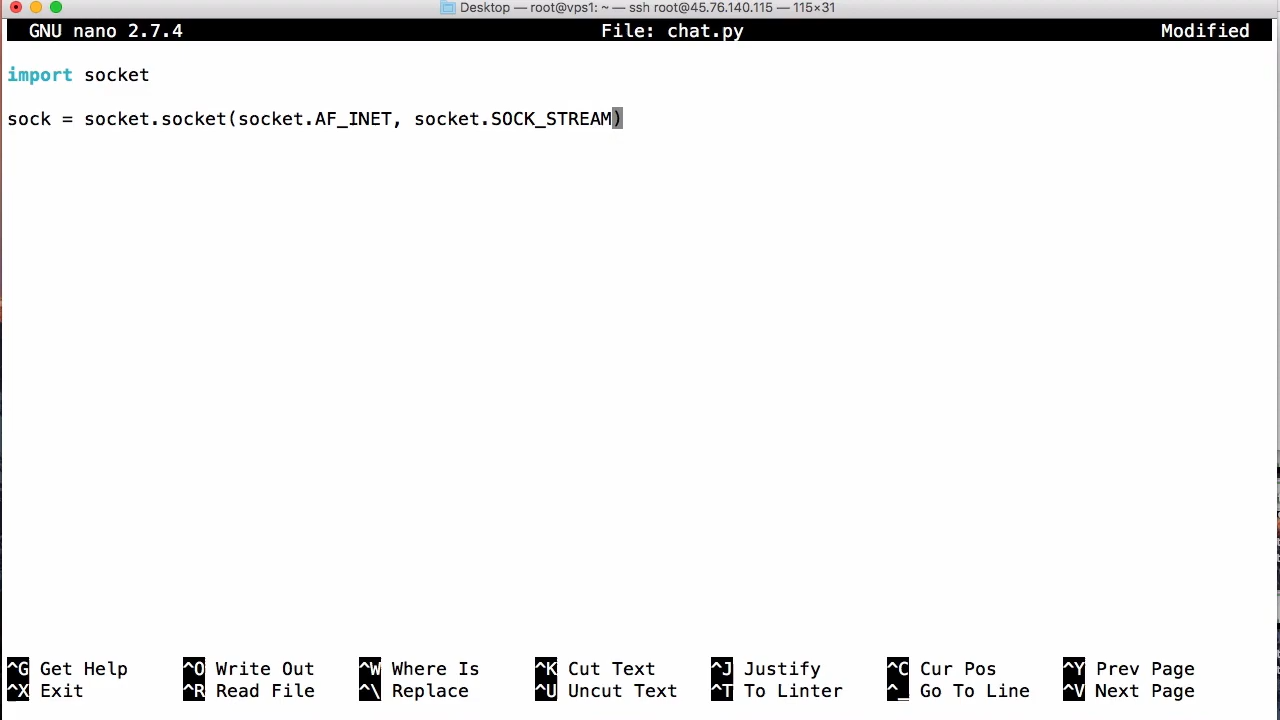 Desktop — root@vps1: ~ — ssh root@45.76.140.115 — 115×31
GNU nano 2.7.4 File: chat.py Modified
import socket
sock = socket.socket(socket.AF_INET, socket.SOCK_STREAM)
^G Get Help ^O Write Out ^W Where Is ^K Cut Text ^J Justify ^C Cur Pos ^Y Prev Page
^X Exit ^R Read File ^\ Replace ^U Uncut Text ^T To Linter ^_ Go To Line ^V Next Page